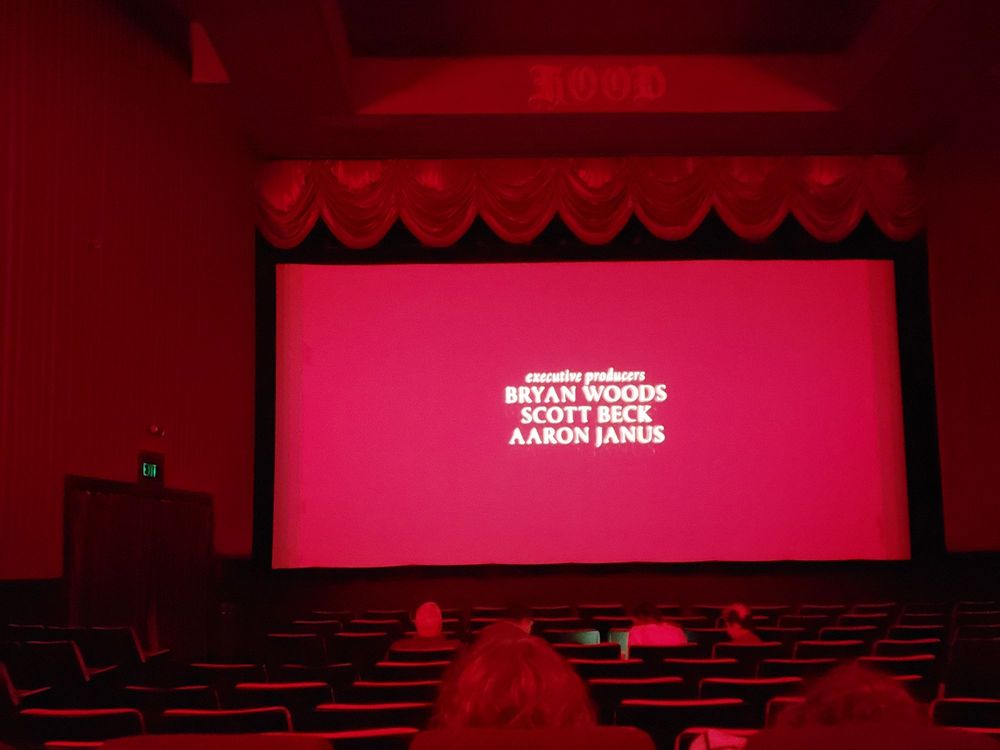 HOOD
executive producers
BRYAN WOODS
SCOTT BECK
AARON JANUS
EXIT